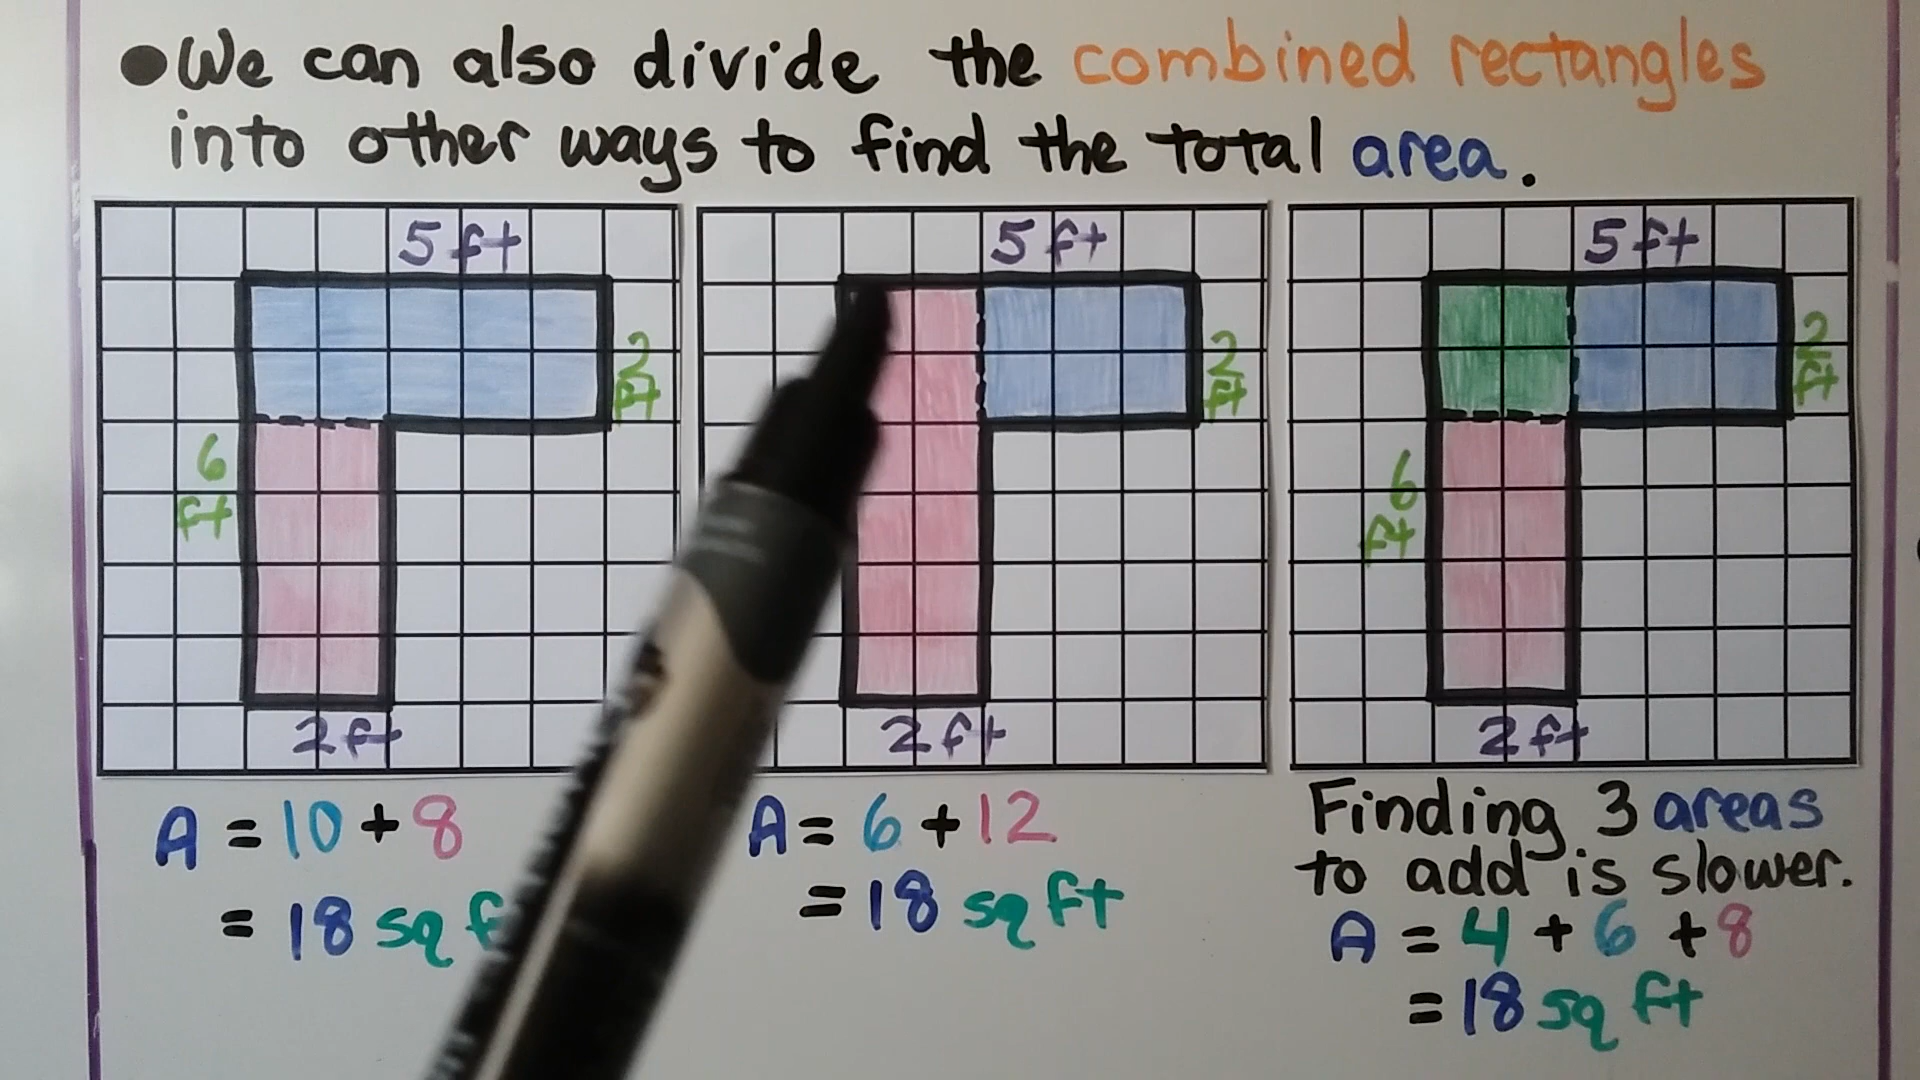 We can also divide the combined rectangles
into other ways to find the total area.
5 ft
2 ft
6 ft
2 ft
A = 10 + 8
= 18 sq f
5 ft
2 ft
2 ft
A = 6 + 12
= 18 sq ft
5 ft
2 ft
6 ft
2 ft
Finding 3 areas
to add is slower.
A = 4 + 6 + 8
= 18 sq ft